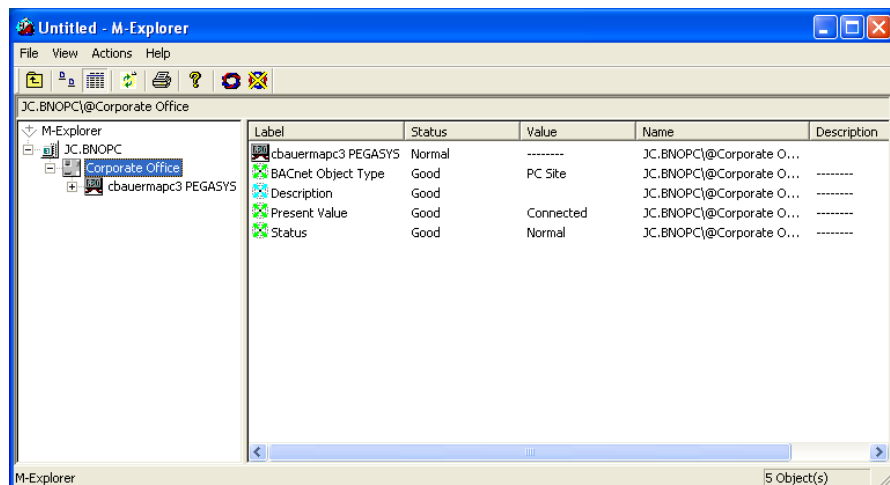 Untitled - M-Explorer
File View Actions Help
JC.BNOPC\@Corporate Office
M-Explorer
JC.BNOPC
Corporate Office
cbauermapc3 PEGASYS
Label Status Value Name Description
cbauermapc3 PEGASYS Normal -------- JC.BNOPC\@Corporate O...
BACnet Object Type Good PC Site JC.BNOPC\@Corporate O... --------
Description Good JC.BNOPC\@Corporate O... --------
Present Value Good Connected JC.BNOPC\@Corporate O... --------
Status Good Normal JC.BNOPC\@Corporate O... --------
M-Explorer 5 Object(s)